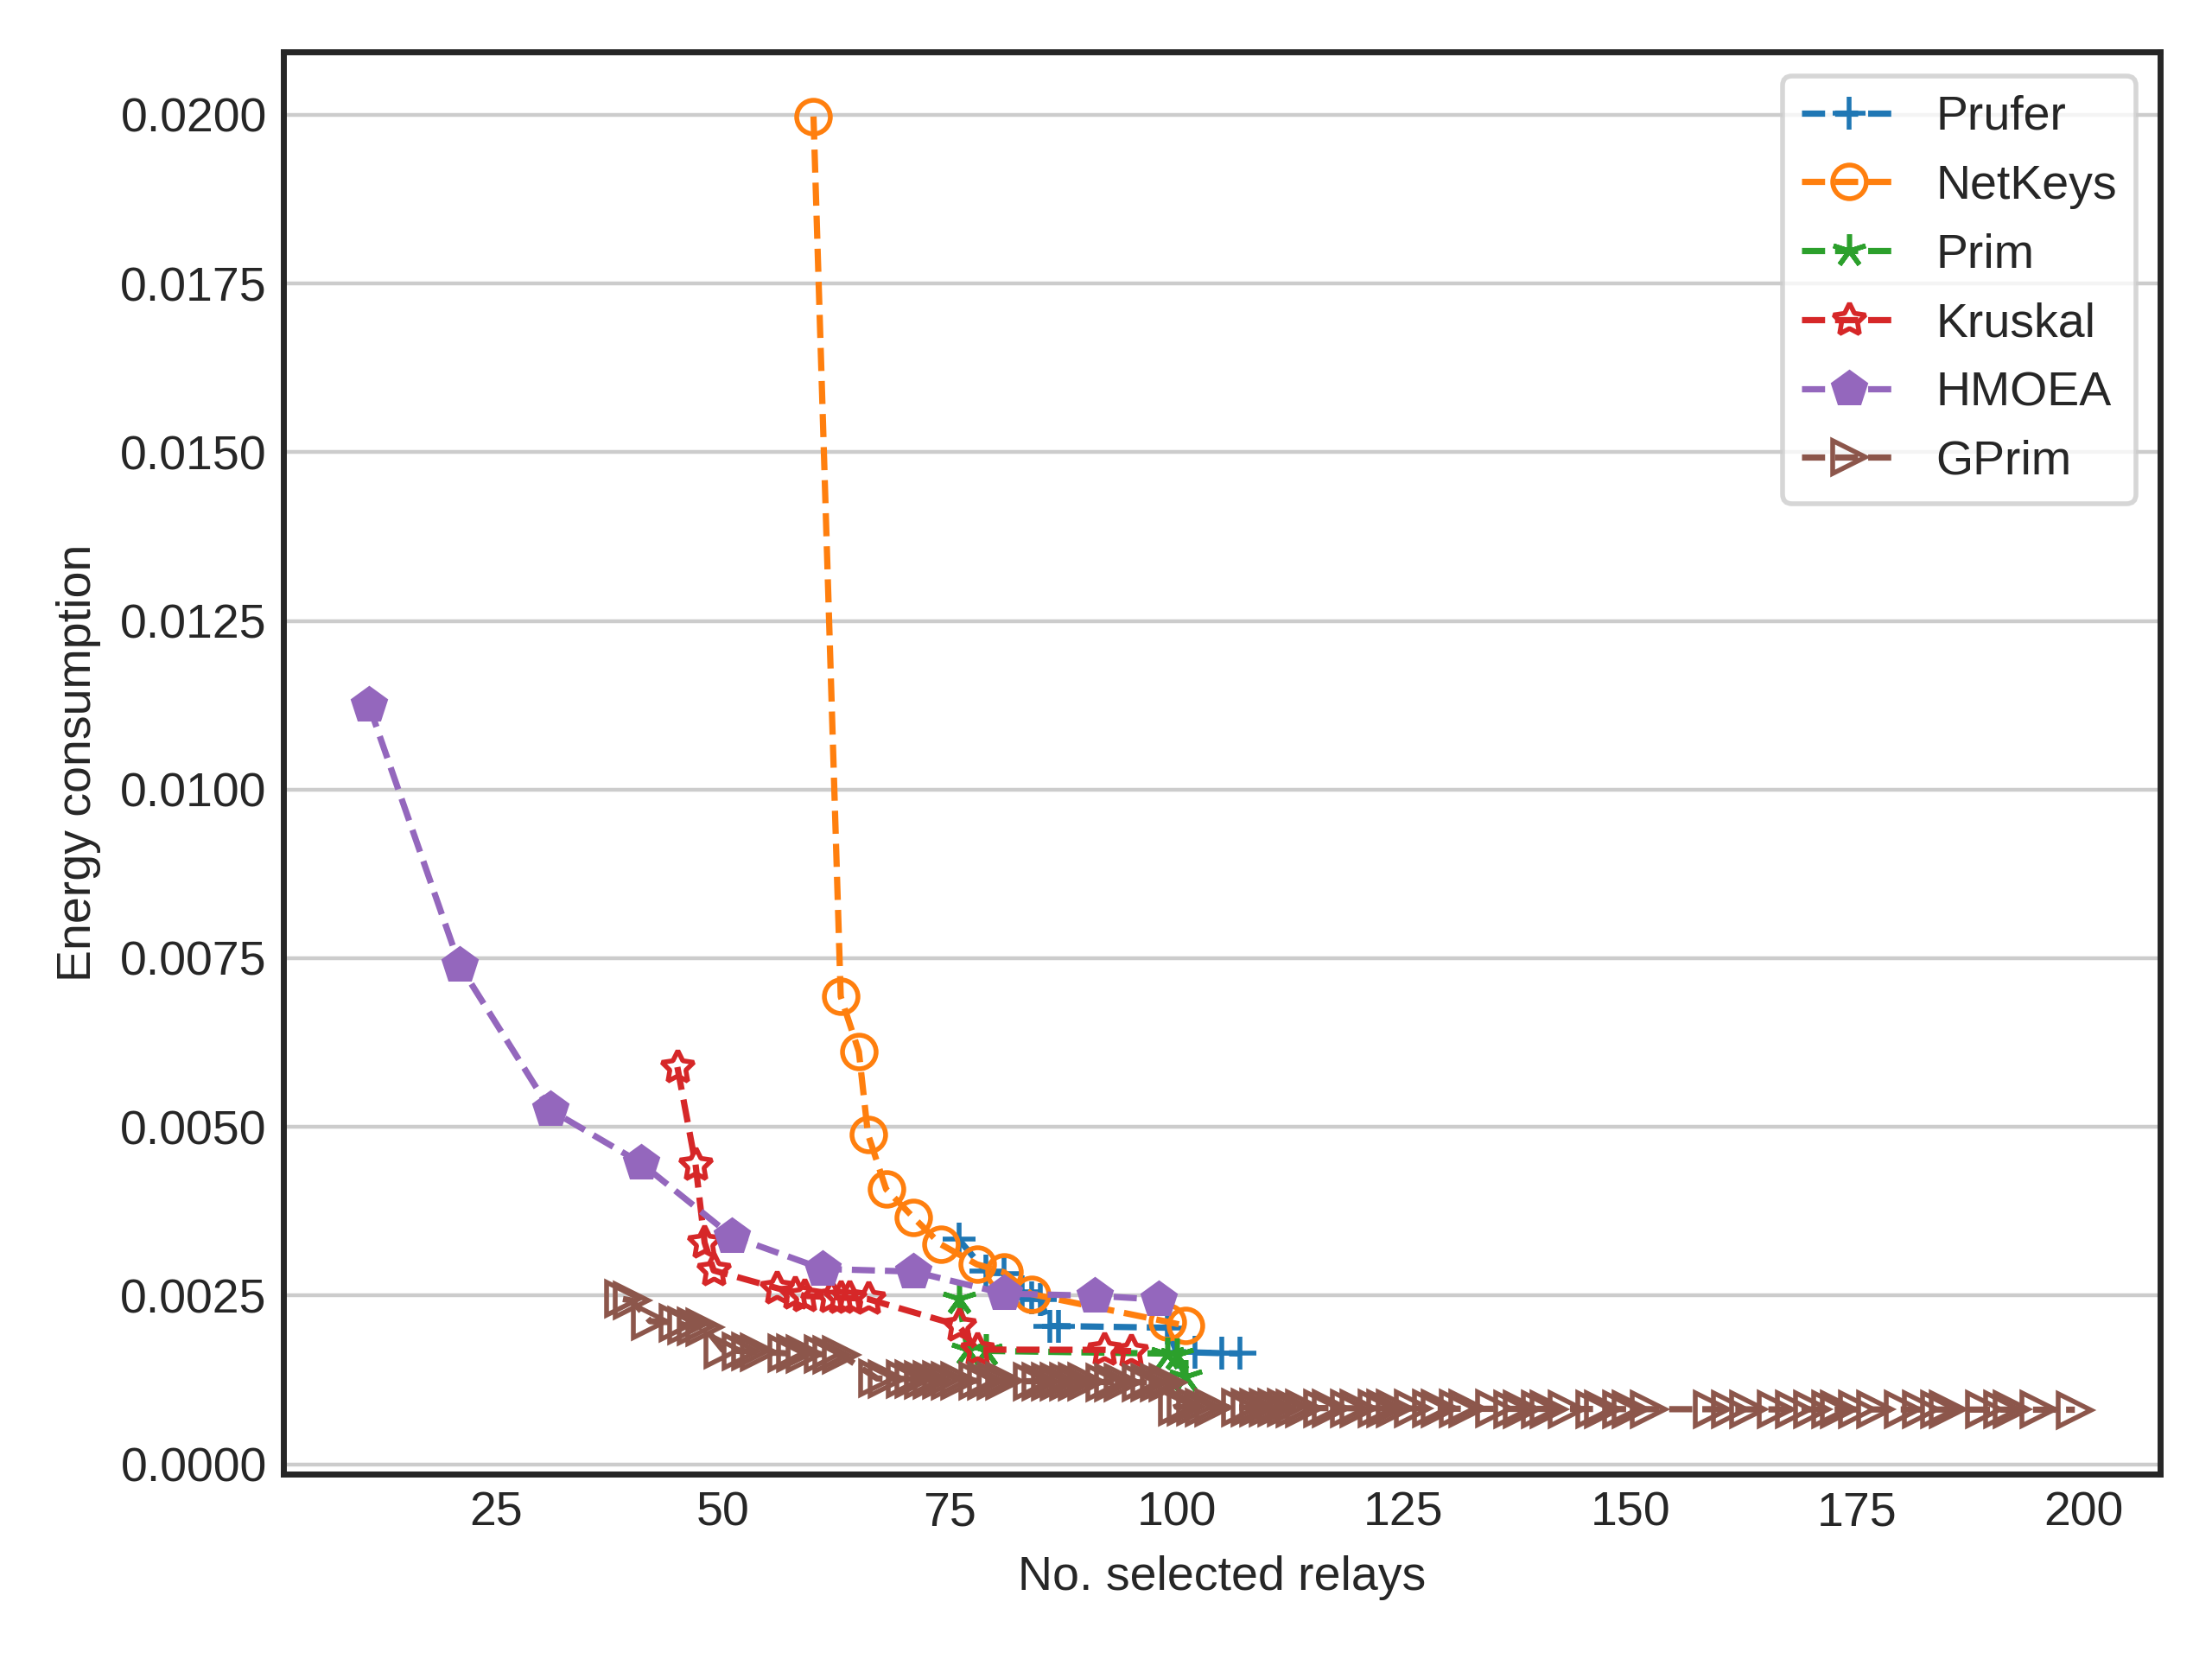 Energy consumption
0.0200
0.0175
0.0150
0.0125
0.0100
0.0075
0.0050
0.0025
0.0000
Prufer
NetKeys
Prim
Kruskal
HMOEA
GPrim
25 50 75 100 125 150 175 200
No. selected relays